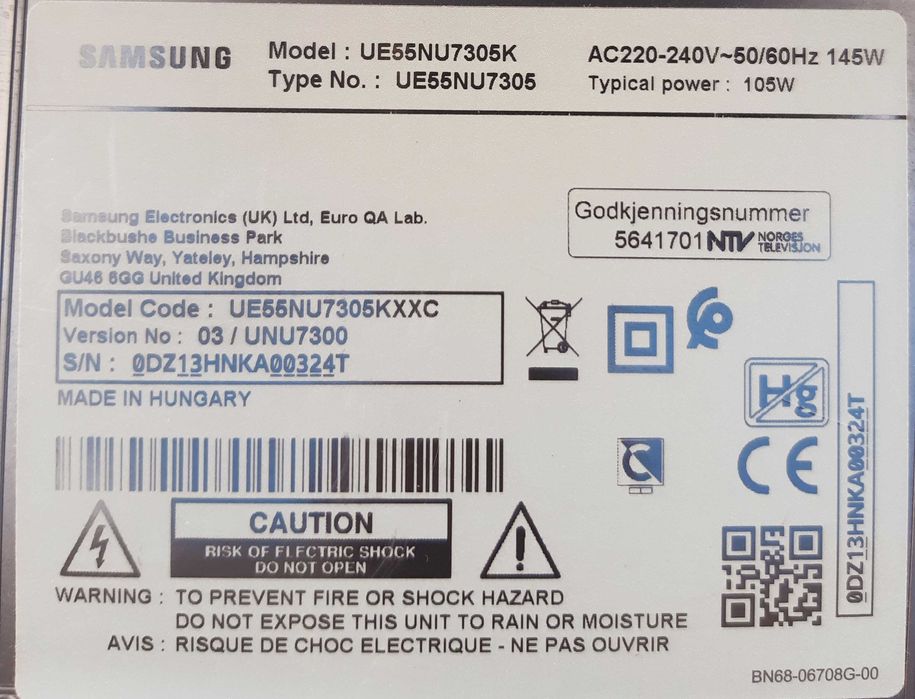 SAMSUNG
Model : UE55NU7305K
Type No. : UE55NU7305
AC220-240V~50/60Hz 145W
Typical power : 105W
Samsung Electronics (UK) Ltd, Euro QA Lab.
Blackbushe Business Park
Saxony Way, Yateley, Hampshire
GU46 6GG United Kingdom
Godkjenningsnummer
5641701 NTV NORGES
TELEVISJON
Model Code : UE55NU7305KXXC
Version No : 03 / UNU7300
S/N : 0DZ13HNKA00324T
MADE IN HUNGARY
Hg
C
CE
0DZ13HNKA00324T
CAUTION
RISK OF ELECTRIC SHOCK
DO NOT OPEN
WARNING : TO PREVENT FIRE OR SHOCK HAZARD
DO NOT EXPOSE THIS UNIT TO RAIN OR MOISTURE
AVIS : RISQUE DE CHOC ELECTRIQUE - NE PAS OUVRIR
BN68-06708G-00